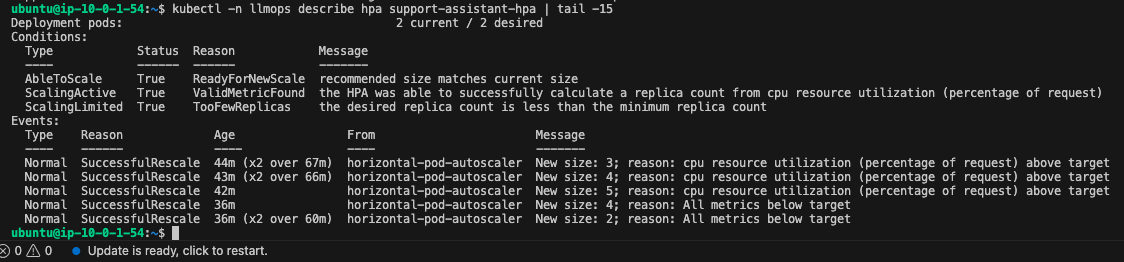 ubuntu@ip-10-0-1-54:~$ kubectl -n llmops describe hpa support-assistant-hpa | tail -15
Deployment pods:                                    2 current / 2 desired
Conditions:
  Type            Status  Reason            Message
  ----            ------  ------            -------
  AbleToScale     True    ReadyForNewScale  recommended size matches current size
  ScalingActive   True    ValidMetricFound  the HPA was able to successfully calculate a replica count from cpu resource utilization (percentage of request)
  ScalingLimited  True    TooFewReplicas    the desired replica count is less than the minimum replica count
Events:
  Type    Reason             Age                From                       Message
  ----    ------             ----               ----                       -------
  Normal  SuccessfulRescale  44m (x2 over 67m)  horizontal-pod-autoscaler  New size: 3; reason: cpu resource utilization (percentage of request) above target
  Normal  SuccessfulRescale  43m (x2 over 66m)  horizontal-pod-autoscaler  New size: 4; reason: cpu resource utilization (percentage of request) above target
  Normal  SuccessfulRescale  42m                horizontal-pod-autoscaler  New size: 5; reason: cpu resource utilization (percentage of request) above target
  Normal  SuccessfulRescale  36m                horizontal-pod-autoscaler  New size: 4; reason: All metrics below target
  Normal  SuccessfulRescale  36m (x2 over 60m)  horizontal-pod-autoscaler  New size: 2; reason: All metrics below target
ubuntu@ip-10-0-1-54:~$
0 0 Update is ready, click to restart.